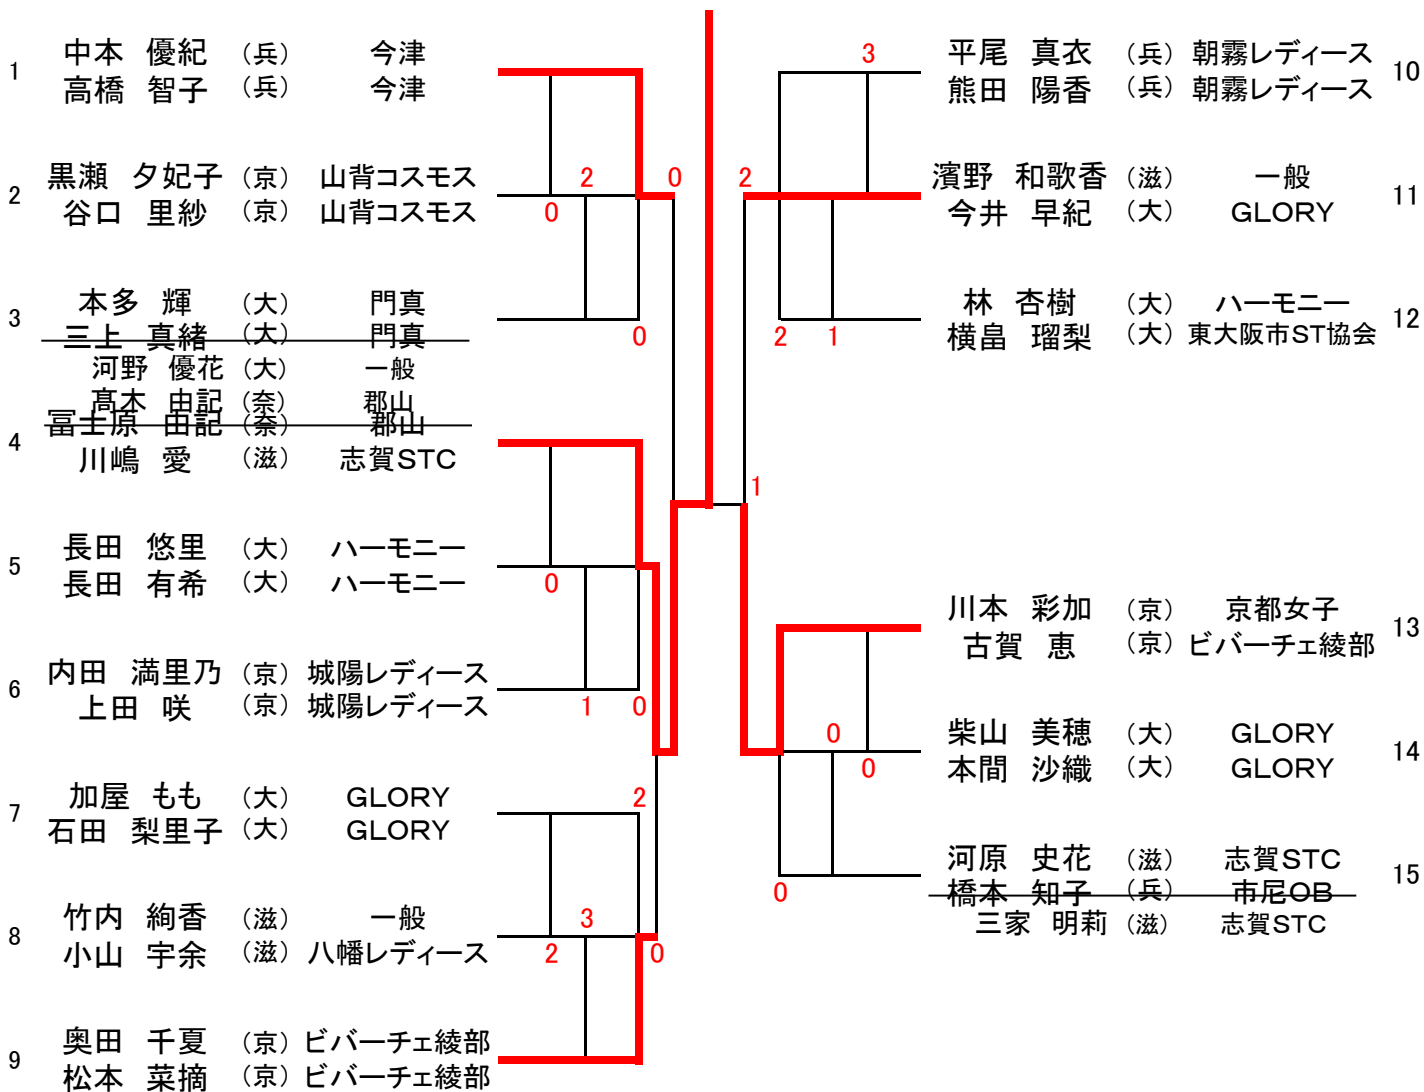 1 中本 優紀 (兵) 今津
高橋 智子 (兵) 今津
2 黒瀬 夕妃子 (京) 山背コスモス
谷口 里紗 (京) 山背コスモス
3 本多 輝 (大) 門真
三上 真緒 (大) 門真
河野 優花 (大) 一般
髙木 由記 (奈) 郡山
4 冨士原 由記 (奈) 郡山
川嶋 愛 (滋) 志賀STC
5 長田 悠里 (大) ハーモニー
長田 有希 (大) ハーモニー
6 内田 満里乃 (京) 城陽レディース
上田 咲 (京) 城陽レディース
7 加屋 もも (大) GLORY
石田 梨里子 (大) GLORY
8 竹内 絢香 (滋) 一般
小山 宇余 (滋) 八幡レディース
9 奥田 千夏 (京) ビバーチェ綾部
松本 菜摘 (京) ビバーチェ綾部
2 0
0
0
0
1 0
2
3
2 0
3
2
2 1
1
0
0
0
平尾 真衣 (兵) 朝霧レディース 10
熊田 陽香 (兵) 朝霧レディース
濱野 和歌香 (滋) 一般 11
今井 早紀 (大) GLORY
林 杏樹 (大) ハーモニー 12
横畠 瑠梨 (大) 東大阪市ST協会
川本 彩加 (京) 京都女子 13
古賀 恵 (京) ビバーチェ綾部
柴山 美穂 (大) GLORY 14
本間 沙織 (大) GLORY
河原 史花 (滋) 志賀STC 15
橋本 知子 (兵) 市尼OB
三家 明莉 (滋) 志賀STC